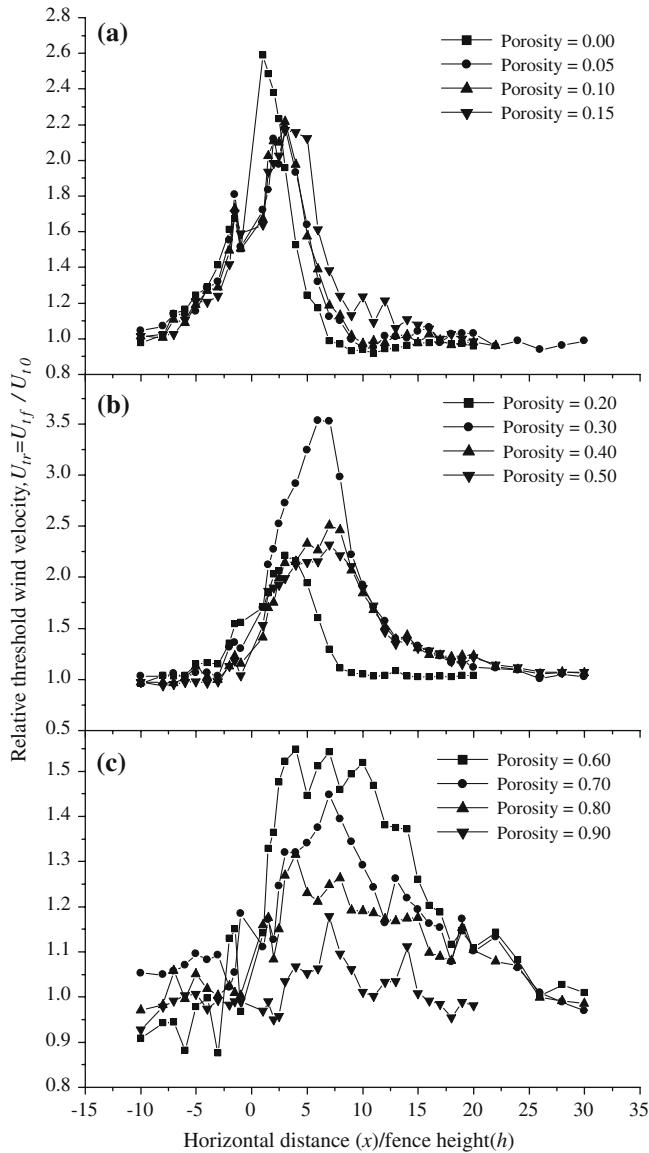 (a)
Porosity = 0.00
Porosity = 0.05
Porosity = 0.10
Porosity = 0.15
2.8
2.6
2.4
2.2
2.0
1.8
1.6
1.4
1.2
1.0
0.8
(b)
Porosity = 0.20
Porosity = 0.30
Porosity = 0.40
Porosity = 0.50
3.5
3.0
2.5
2.0
1.5
1.0
0.5
Relative threshold wind velocity, U_tr=U_tf / U_t0
(c)
Porosity = 0.60
Porosity = 0.70
Porosity = 0.80
Porosity = 0.90
1.5
1.4
1.3
1.2
1.1
1.0
0.9
0.8
-15 -10 -5 0 5 10 15 20 25 30 35
Horizontal distance (x)/fence height(h)